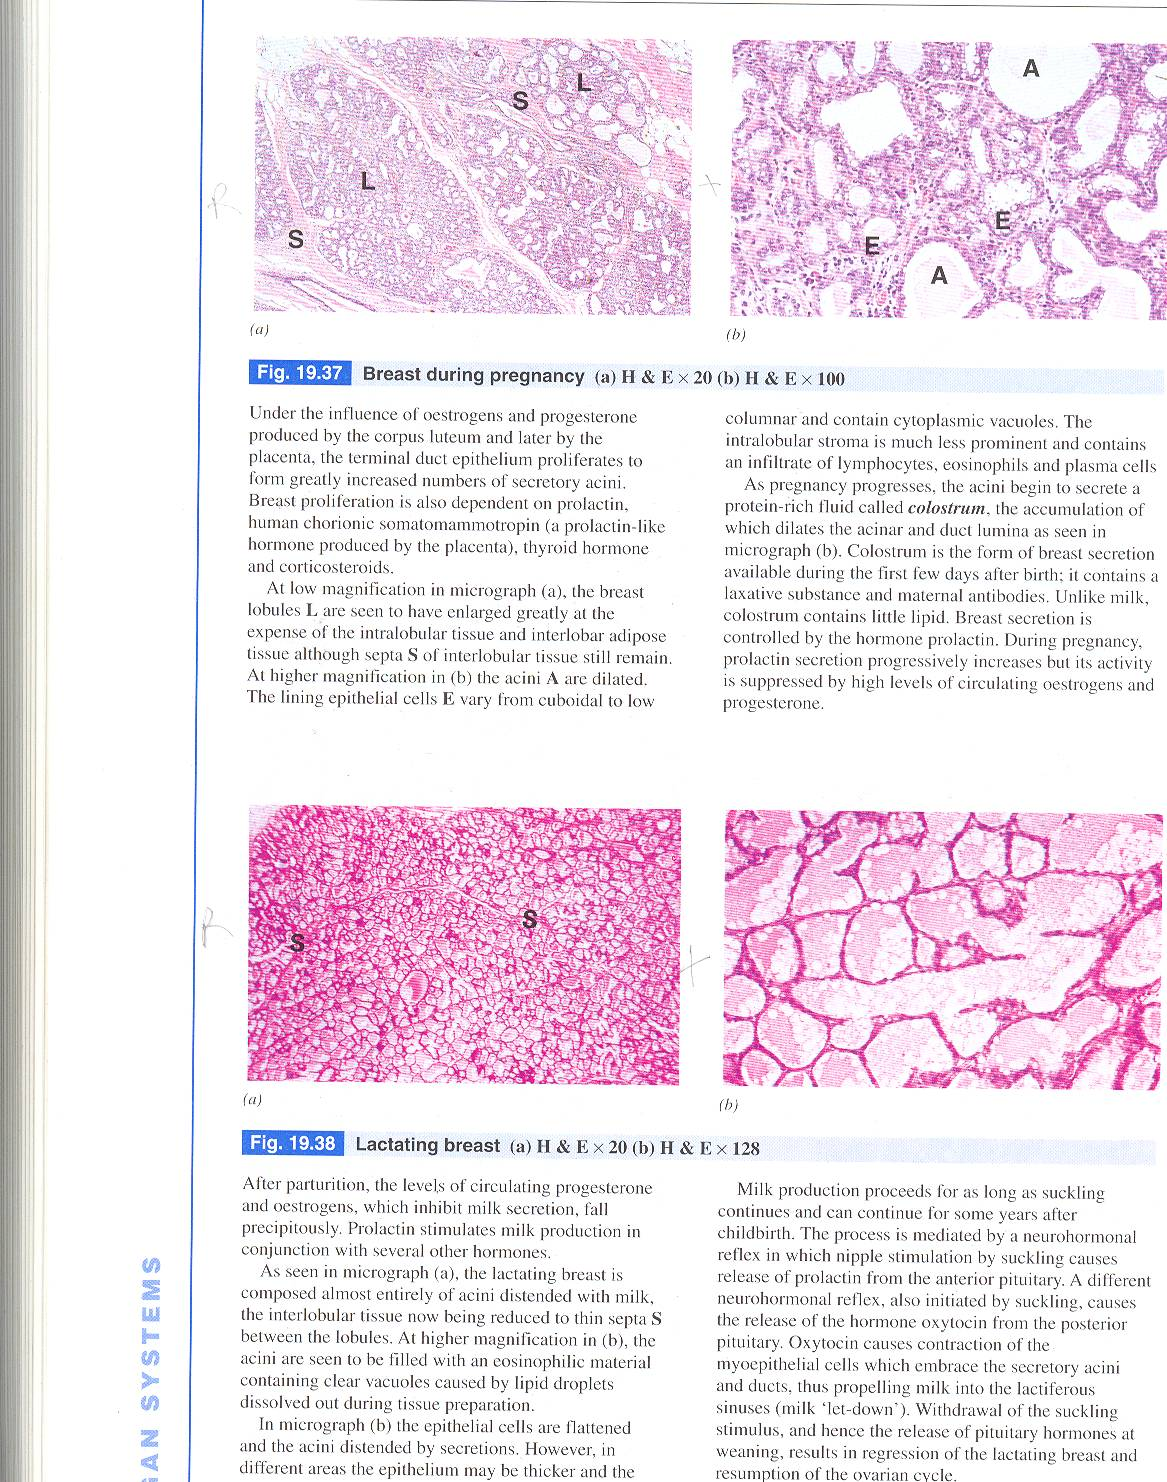 S
L
L
S
A
E
E
A
(a)
(b)
Fig. 19.37 Breast during pregnancy (a) H & E × 20 (b) H & E × 100
Under the influence of oestrogens and progesterone
produced by the corpus luteum and later by the
placenta, the terminal duct epithelium proliferates to
form greatly increased numbers of secretory acini.
Breast proliferation is also dependent on prolactin,
human chorionic somatomammotropin (a prolactin-like
hormone produced by the placenta), thyroid hormone
and corticosteroids.
At low magnification in micrograph (a), the breast
lobules L are seen to have enlarged greatly at the
expense of the intralobular tissue and interlobar adipose
tissue although septa S of interlobular tissue still remain.
At higher magnification in (b) the acini A are dilated.
The lining epithelial cells E vary from cuboidal to low
columnar and contain cytoplasmic vacuoles. The
intralobular stroma is much less prominent and contains
an infiltrate of lymphocytes, eosinophils and plasma cells
As pregnancy progresses, the acini begin to secrete a
protein-rich fluid called colostrum, the accumulation of
which dilates the acinar and duct lumina as seen in
micrograph (b). Colostrum is the form of breast secretion
available during the first few days after birth; it contains a
laxative substance and maternal antibodies. Unlike milk,
colostrum contains little lipid. Breast secretion is
controlled by the hormone prolactin. During pregnancy,
prolactin secretion progressively increases but its activity
is suppressed by high levels of circulating oestrogens and
progesterone.
S
S
(a)
(b)
Fig. 19.38 Lactating breast (a) H & E × 20 (b) H & E × 128
After parturition, the levels of circulating progesterone
and oestrogens, which inhibit milk secretion, fall
precipitously. Prolactin stimulates milk production in
conjunction with several other hormones.
As seen in micrograph (a), the lactating breast is
composed almost entirely of acini distended with milk,
the interlobular tissue now being reduced to thin septa S
between the lobules. At higher magnification in (b), the
acini are seen to be filled with an eosinophilic material
containing clear vacuoles caused by lipid droplets
dissolved out during tissue preparation.
In micrograph (b) the epithelial cells are flattened
and the acini distended by secretions. However, in
different areas the epithelium may be thicker and the
Milk production proceeds for as long as suckling
continues and can continue for some years after
childbirth. The process is mediated by a neurohormonal
reflex in which nipple stimulation by suckling causes
release of prolactin from the anterior pituitary. A different
neurohormonal reflex, also initiated by suckling, causes
the release of the hormone oxytocin from the posterior
pituitary. Oxytocin causes contraction of the
myoepithelial cells which embrace the secretory acini
and ducts, thus propelling milk into the lactiferous
sinuses (milk 'let-down'). Withdrawal of the suckling
stimulus, and hence the release of pituitary hormones at
weaning, results in regression of the lactating breast and
resumption of the ovarian cycle.
GAN SYSTEMS